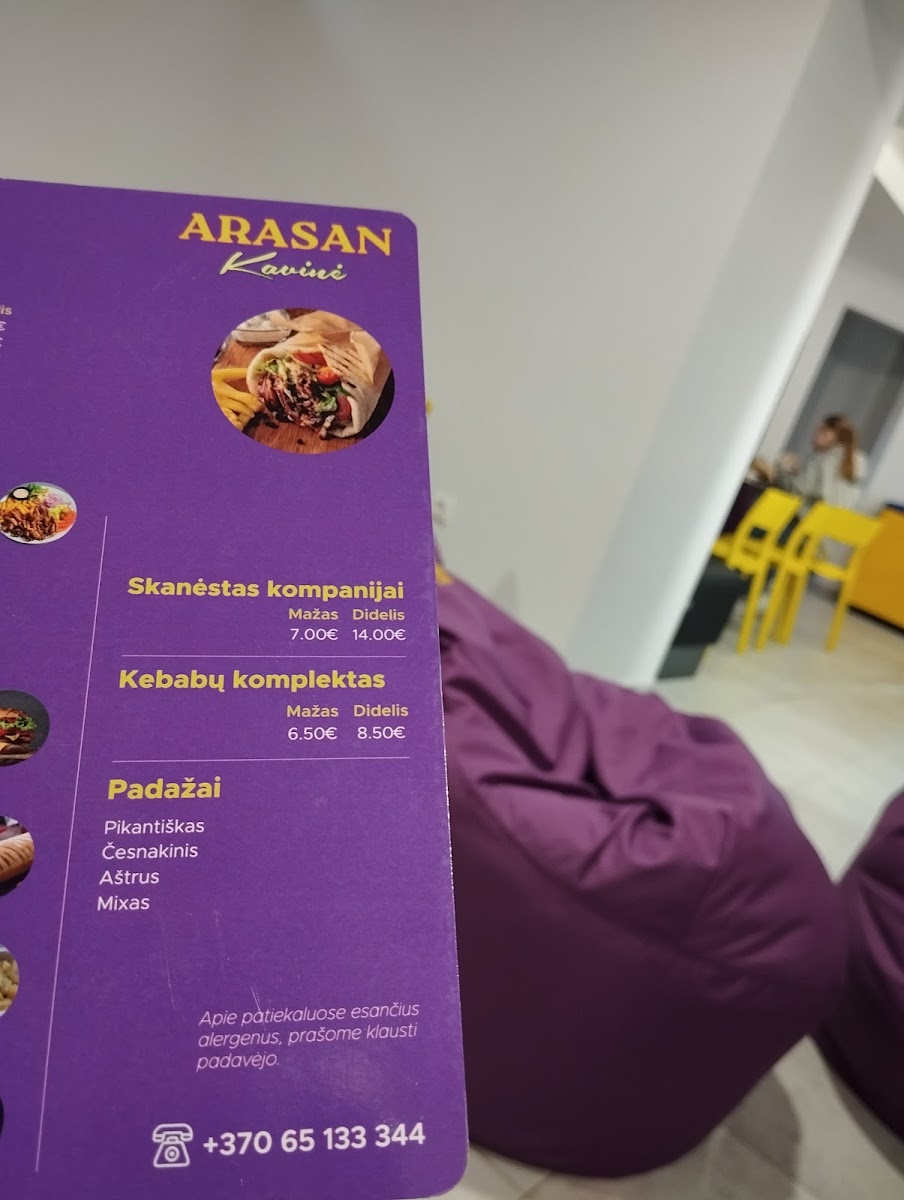 ARASAN
Kavinė
Skanėstas kompanijai
Mažas Didelis
7.00€ 14.00€
Kebabų komplektas
Mažas Didelis
6.50€ 8.50€
Padažai
Pikantiškas
Česnakinis
Aštrus
Mixas
Apie patiekaluose esančius
alergenus, prašome klausti
padavėjo.
+370 65 133 344